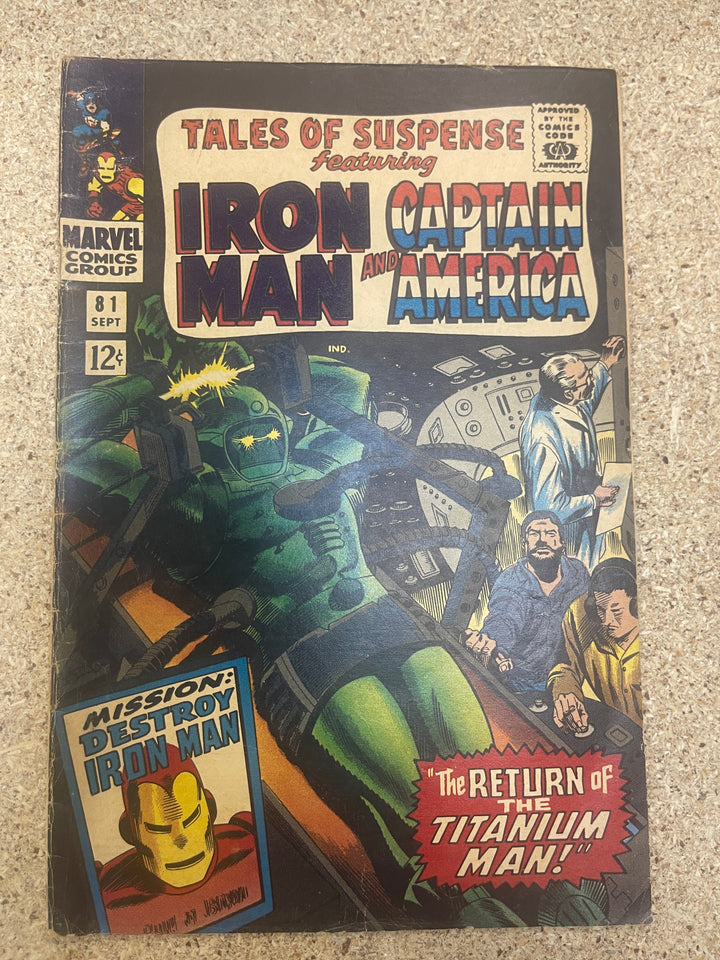 TALES OF SUSPENSE
featuring
IRON MAN AND CAPTAIN AMERICA
APPROVED
BY THE
COMICS
CODE
CA
AUTHORITY
MARVEL
COMICS
GROUP
81
SEPT
12¢
IND.
MISSION:
DESTROY
IRON MAN
"The RETURN of
THE
TITANIUM
MAN!"